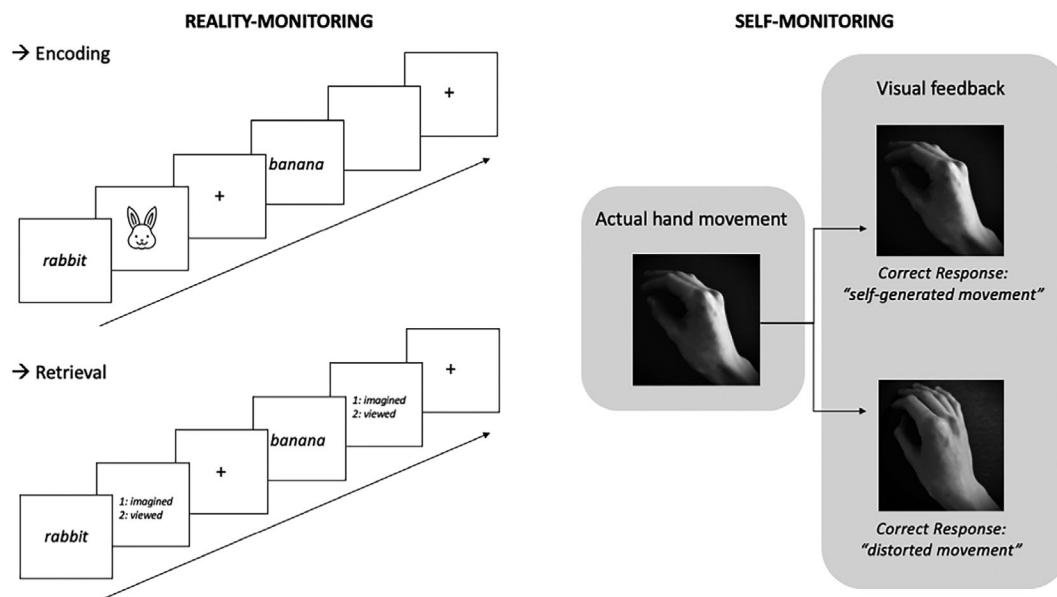 REALITY-MONITORING
→ Encoding
rabbit
+
banana
+
→ Retrieval
rabbit
1: imagined
2: viewed
+
banana
1: imagined
2: viewed
+
SELF-MONITORING
Actual hand movement
Visual feedback
Correct Response:
“self-generated movement”
Correct Response:
“distorted movement”